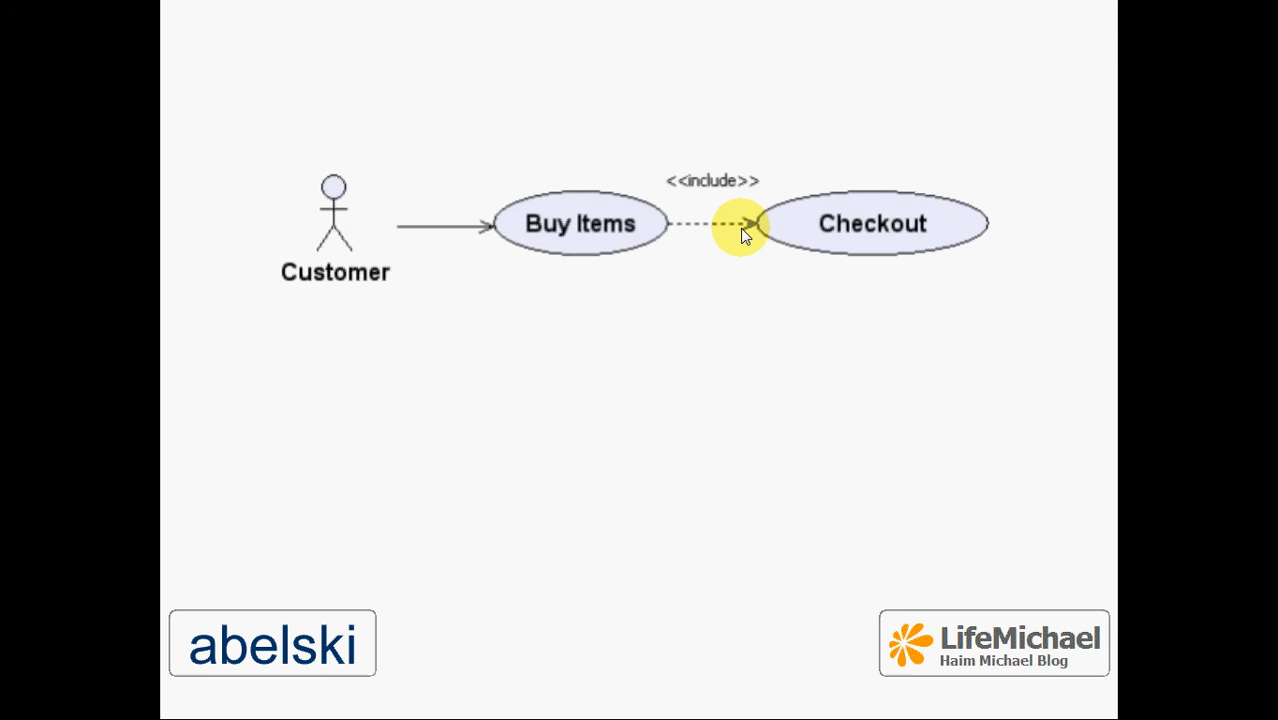 <<include>>
Buy Items
Checkout
Customer
abelski
LifeMichael
Haim Michael Blog